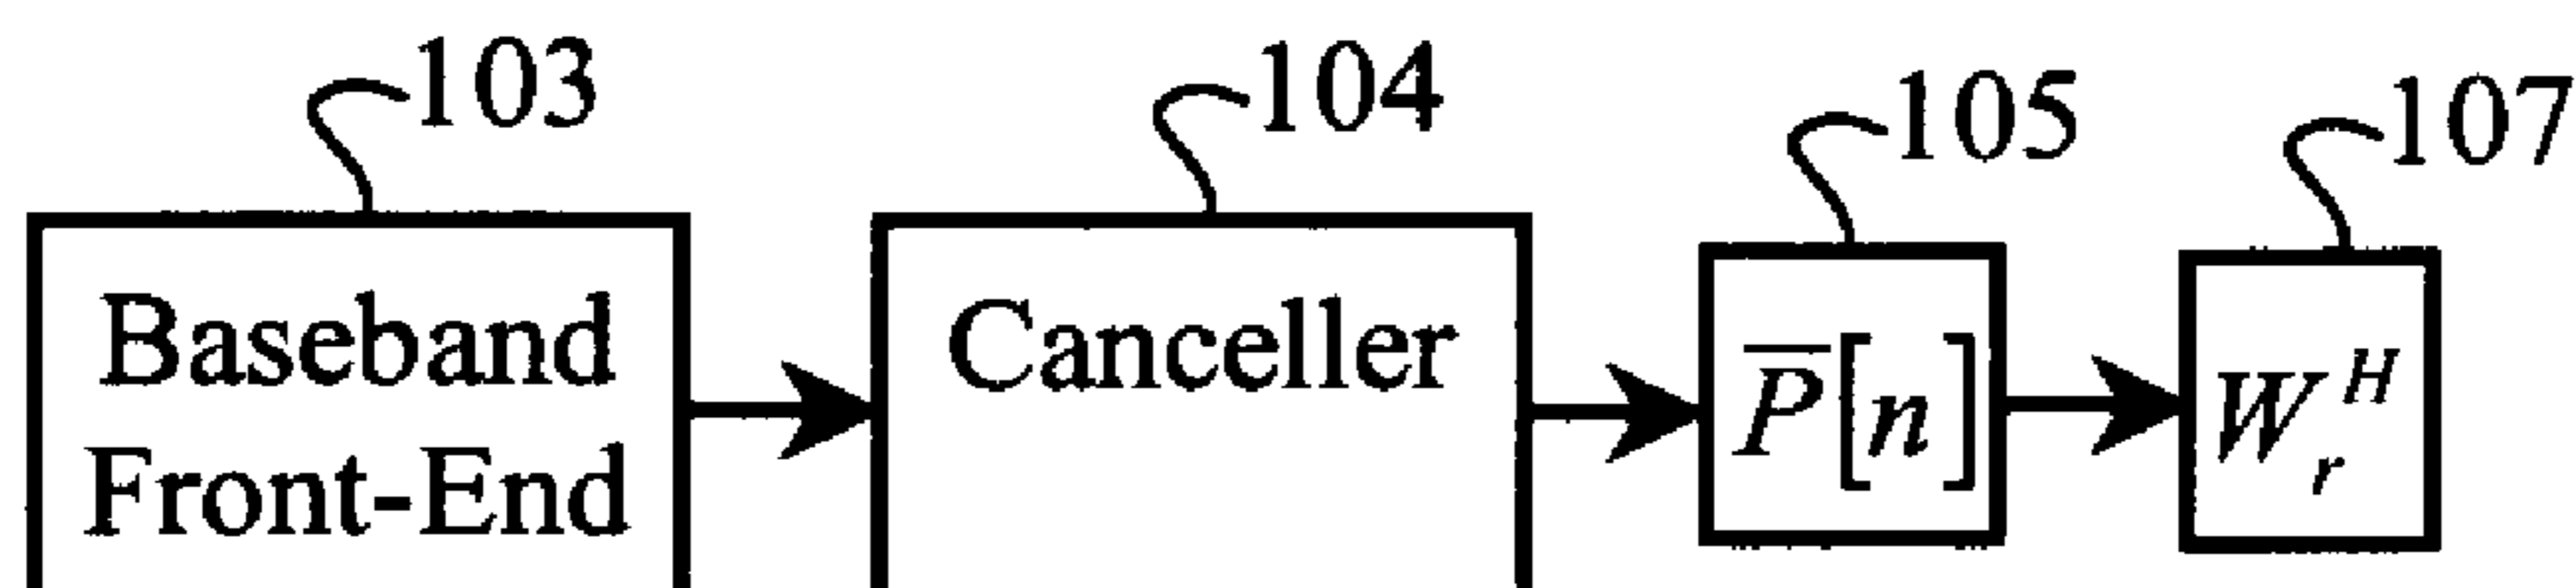 103 104 105 107
Baseband
Front-End
Canceller
P̅[n]
W_r^H